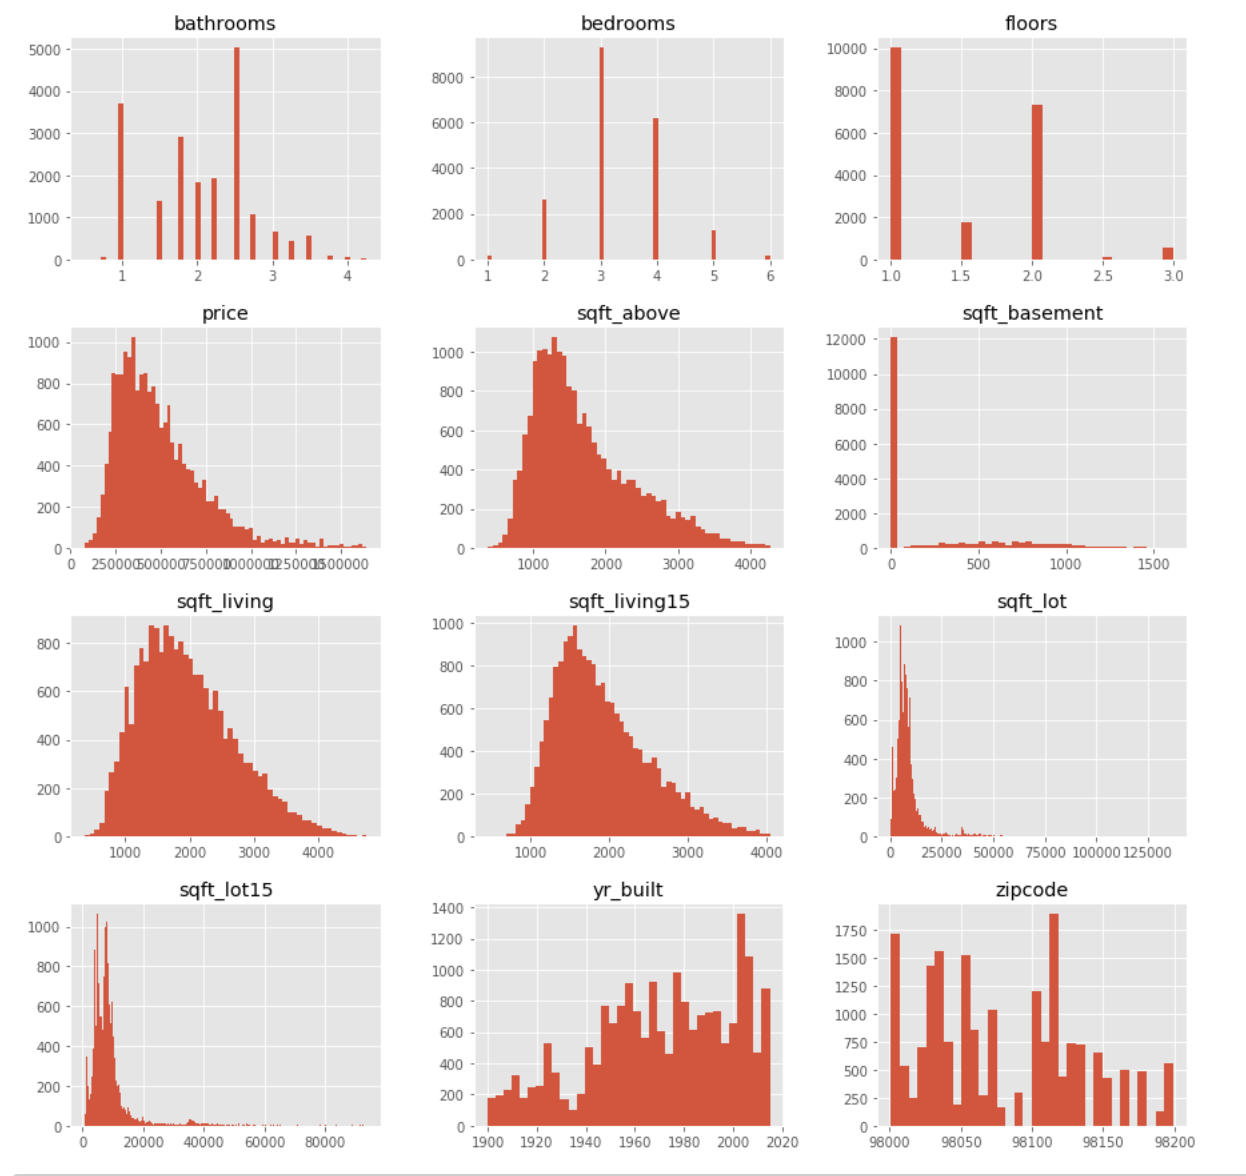 bathrooms bedrooms floors
5000 4000 3000 2000 1000 0
1 2 3 4
8000 6000 4000 2000 0
1 2 3 4 5 6
10000 8000 6000 4000 2000 0
1.0 1.5 2.0 2.5 3.0
price sqft_above sqft_basement
1000 800 600 400 200 0
0 250000 500000 750000 1000000 1250000 1500000
1000 800 600 400 200 0
1000 2000 3000 4000
12000 10000 8000 6000 4000 2000 0
0 500 1000 1500
sqft_living sqft_living15 sqft_lot
800 600 400 200 0
1000 2000 3000 4000
1000 800 600 400 200 0
1000 2000 3000 4000
1000 800 600 400 200 0
0 25000 50000 75000 100000 125000
sqft_lot15 yr_built zipcode
1000 800 600 400 200 0
0 20000 40000 60000 80000
1400 1200 1000 800 600 400 200 0
1900 1920 1940 1960 1980 2000 2020
1750 1500 1250 1000 750 500 250 0
98000 98050 98100 98150 98200